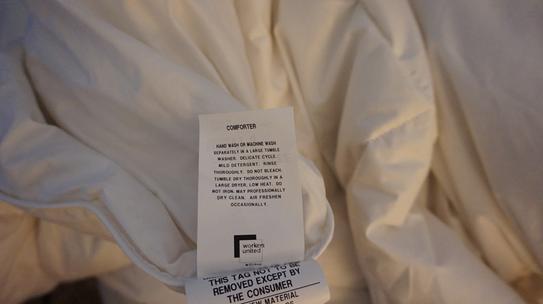 COMFORTER
HAND WASH OR MACHINE WASH
SEPARATELY IN A LARGE TUMBLE
WASHER. DELICATE CYCLE.
MILD DETERGENT. RINSE
THOROUGHLY. DO NOT BLEACH.
TUMBLE DRY THOROUGHLY IN A
LARGE DRYER, LOW HEAT. DO
NOT IRON. MAY PROFESSIONALLY
DRY CLEAN. AIR FRESHEN
OCCASIONALLY.
workers
united
THIS TAG NOT TO BE
REMOVED EXCEPT BY
THE CONSUMER
NEW MATERIAL